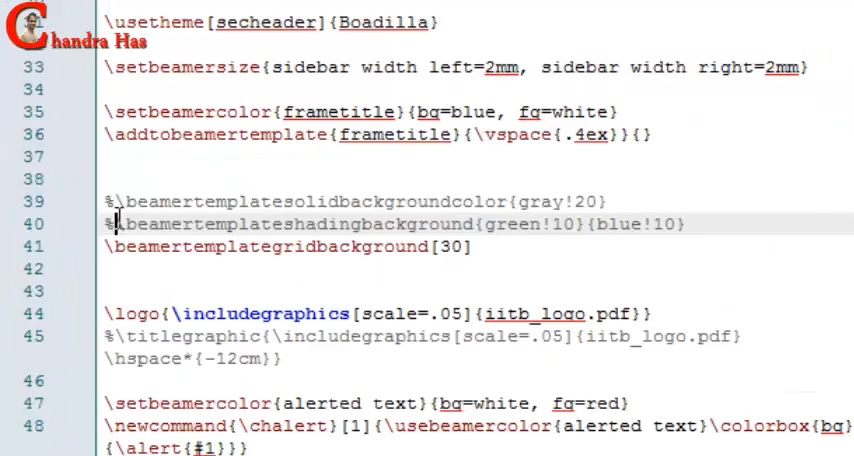 \usetheme[secheader]{Boadilla}
Chandra Has
33 \setbeamersize{sidebar width left=2mm, sidebar width right=2mm}
34
35 \setbeamercolor{frametitle}{bg=blue, fg=white}
36 \addtobeamertemplate{frametitle}{\vspace{.4ex}}{}
37
38
39 %\beamertemplatesolidbackgroundcolor{gray!20}
40 %\beamertemplateshadingbackground{green!10}{blue!10}
41 \beamertemplategridbackground[30]
42
43
44 \logo{\includegraphics[scale=.05]{iitb_logo.pdf}}
45 %\titlegraphic{\includegraphics[scale=.05]{iitb_logo.pdf}
\hspace*{-12cm}}
46
47 \setbeamercolor{alerted text}{bg=white, fg=red}
48 \newcommand{\chalert}[1]{\usebeamercolor{alerted text}\colorbox{bg}
{\alert{#1}}}